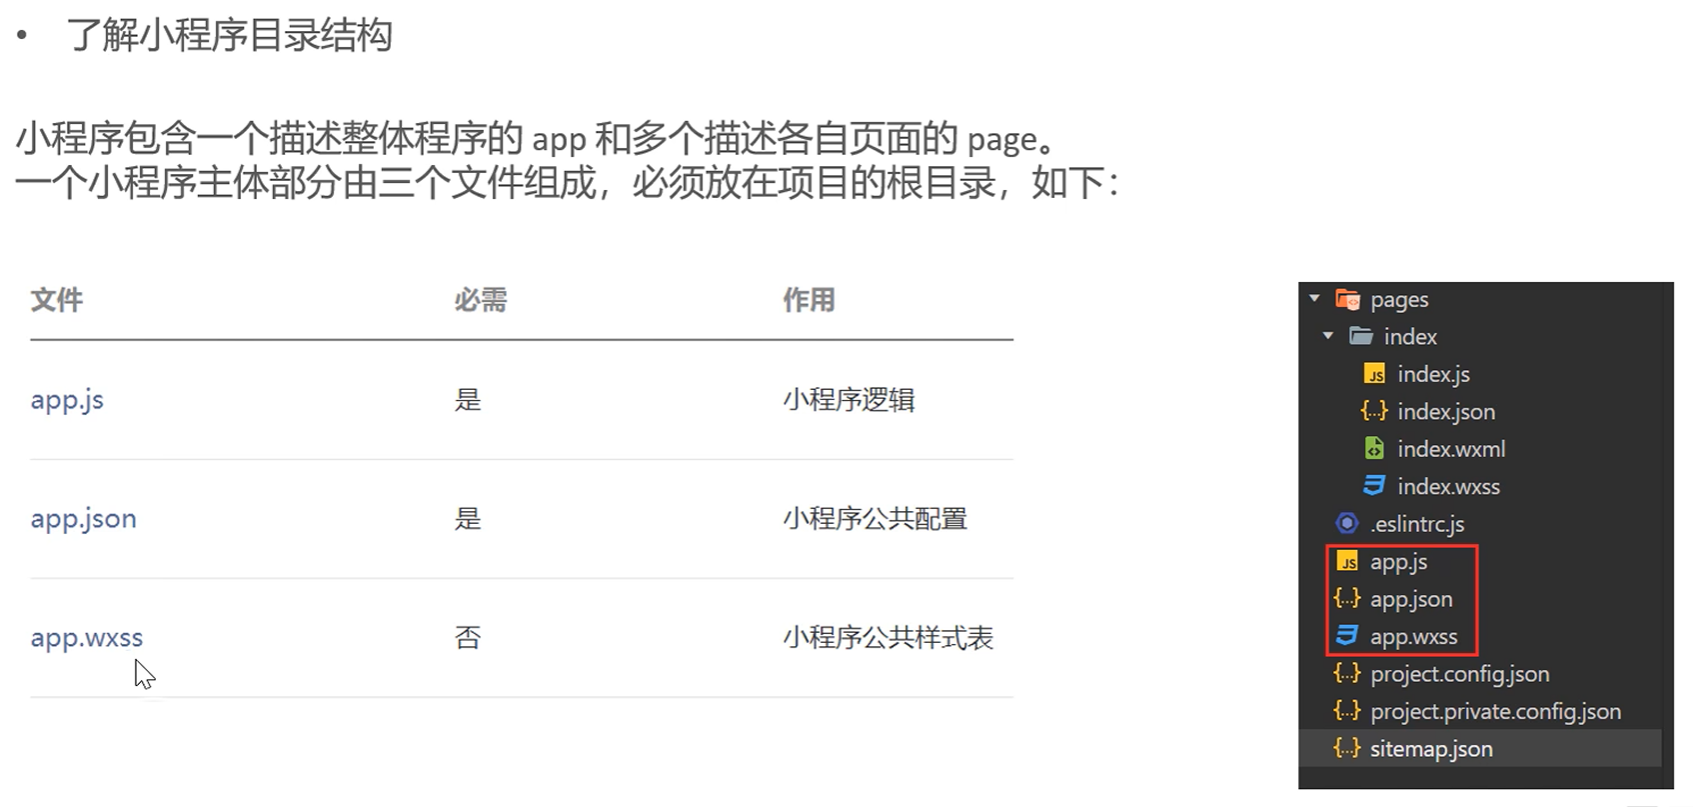 • 了解小程序目录结构
小程序包含一个描述整体程序的 app 和多个描述各自页面的 page。
一个小程序主体部分由三个文件组成，必须放在项目的根目录，如下：
文件 必需 作用
app.js 是 小程序逻辑
app.json 是 小程序公共配置
app.wxss 否 小程序公共样式表
pages
index
JS index.js
{..} index.json
index.wxml
index.wxss
.eslintrc.js
JS app.js
{..} app.json
app.wxss
{..} project.config.json
{..} project.private.config.json
{..} sitemap.json